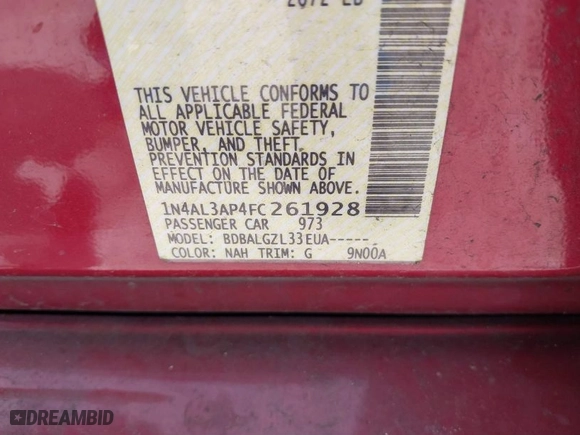 THIS VEHICLE CONFORMS TO
ALL APPLICABLE FEDERAL
MOTOR VEHICLE SAFETY,
BUMPER, AND THEFT
PREVENTION STANDARDS IN
EFFECT ON THE DATE OF
MANUFACTURE SHOWN ABOVE.
1N4AL3AP4FC261928
PASSENGER CAR 973
MODEL: BDBALGZL33EUA-----
COLOR: NAH TRIM: G 9N00A
DREAMBID